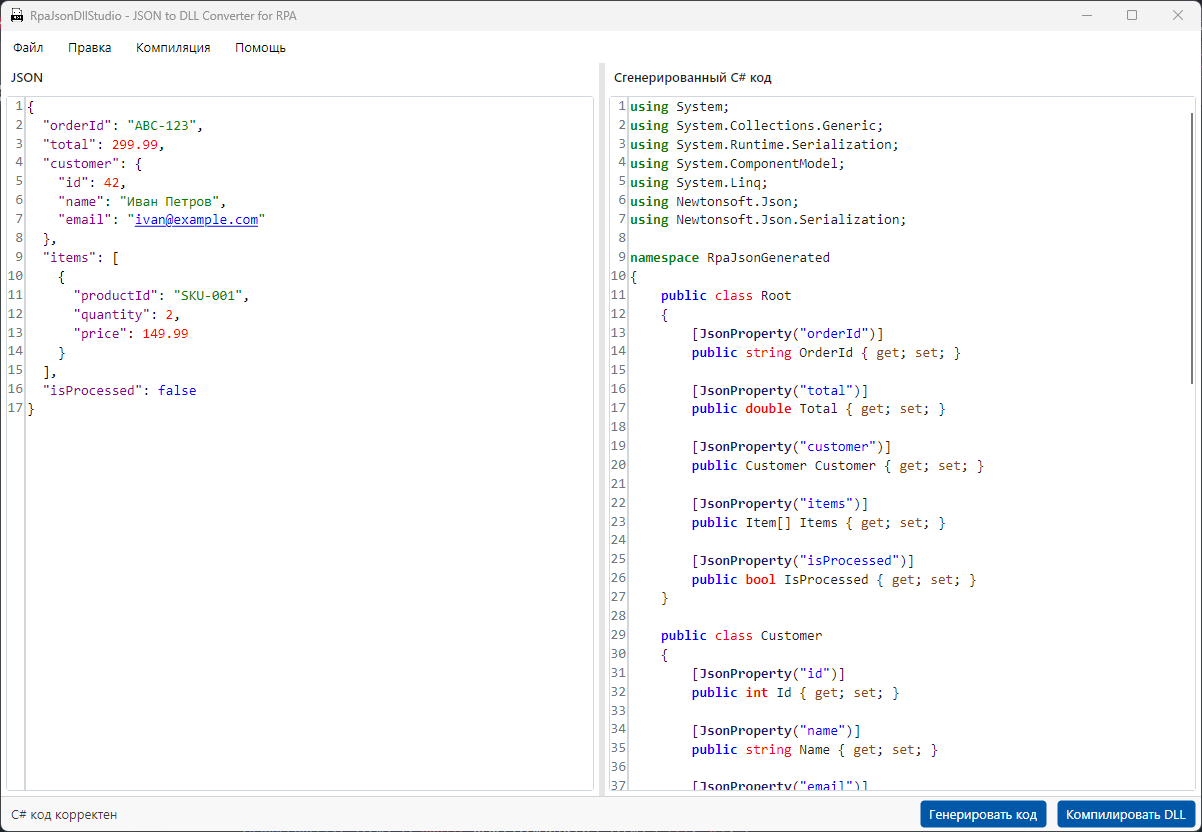 RpaJsonDllStudio - JSON to DLL Converter for RPA
Файл Правка Компиляция Помощь
JSON
1 {
2 "orderId": "ABC-123",
3 "total": 299.99,
4 "customer": {
5 "id": 42,
6 "name": "Иван Петров",
7 "email": "ivan@example.com"
8 },
9 "items": [
10 {
11 "productId": "SKU-001",
12 "quantity": 2,
13 "price": 149.99
14 }
15 ],
16 "isProcessed": false
17 }
Сгенерированный C# код
1 using System;
2 using System.Collections.Generic;
3 using System.Runtime.Serialization;
4 using System.ComponentModel;
5 using System.Linq;
6 using Newtonsoft.Json;
7 using Newtonsoft.Json.Serialization;
8
9 namespace RpaJsonGenerated
10 {
11 public class Root
12 {
13 [JsonProperty("orderId")]
14 public string OrderId { get; set; }
15
16 [JsonProperty("total")]
17 public double Total { get; set; }
18
19 [JsonProperty("customer")]
20 public Customer Customer { get; set; }
21
22 [JsonProperty("items")]
23 public Item[] Items { get; set; }
24
25 [JsonProperty("isProcessed")]
26 public bool IsProcessed { get; set; }
27 }
28
29 public class Customer
30 {
31 [JsonProperty("id")]
32 public int Id { get; set; }
33
34 [JsonProperty("name")]
35 public string Name { get; set; }
36
37 [JsonProperty("email")]
C# код корректен
Генерировать код
Компилировать DLL